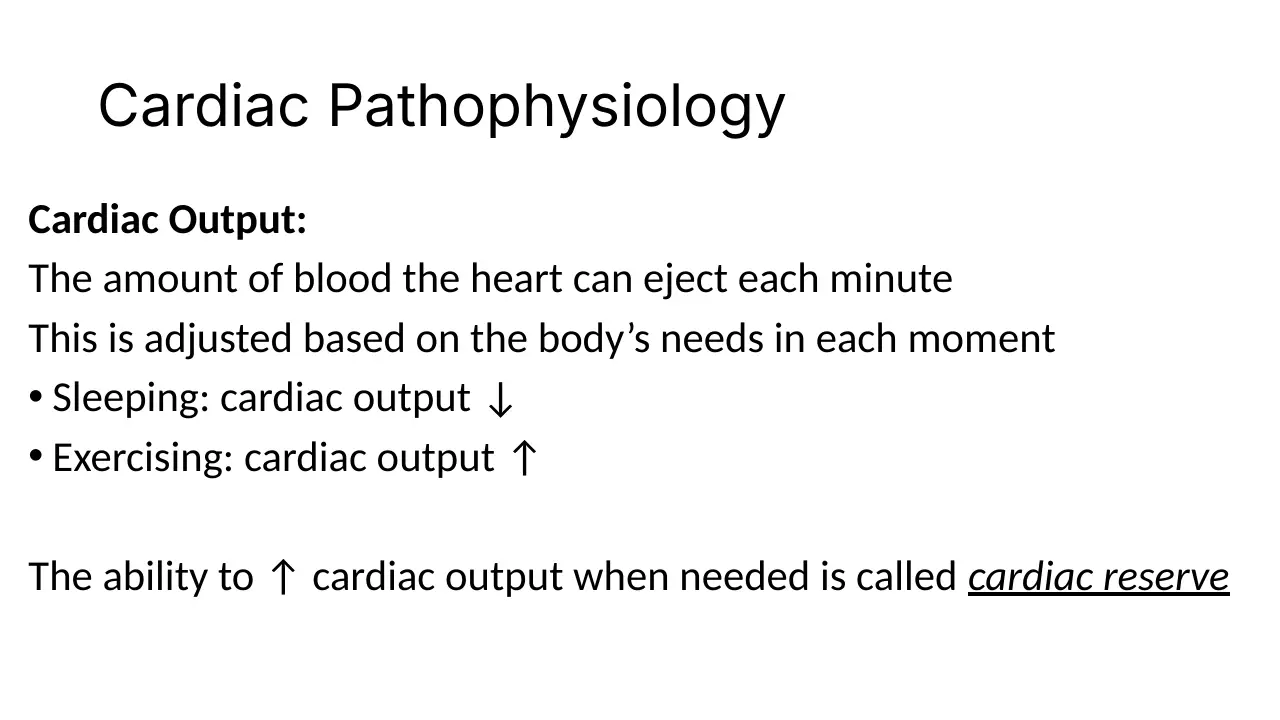 Cardiac Pathophysiology
Cardiac Output:
The amount of blood the heart can eject each minute
This is adjusted based on the body’s needs in each moment
• Sleeping: cardiac output ↓
• Exercising: cardiac output ↑
The ability to ↑ cardiac output when needed is called cardiac reserve